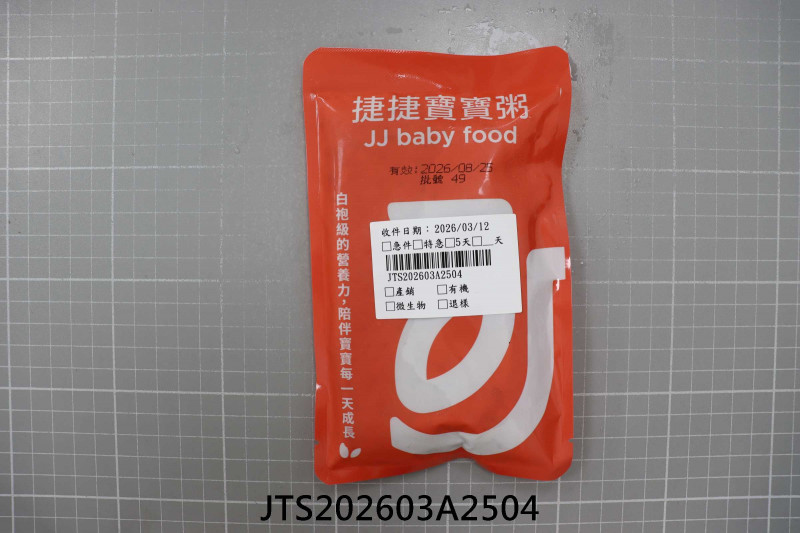 捷捷寶寶粥
JJ baby food
有效:2026/08/25
批號 49
白袍級的營養力,陪伴寶寶每一天成長
收件日期：2026/03/12
□急件□特急□5天□__天
JTS202603A2504
□產銷 □有機
□微生物 □退樣
JTS202603A2504